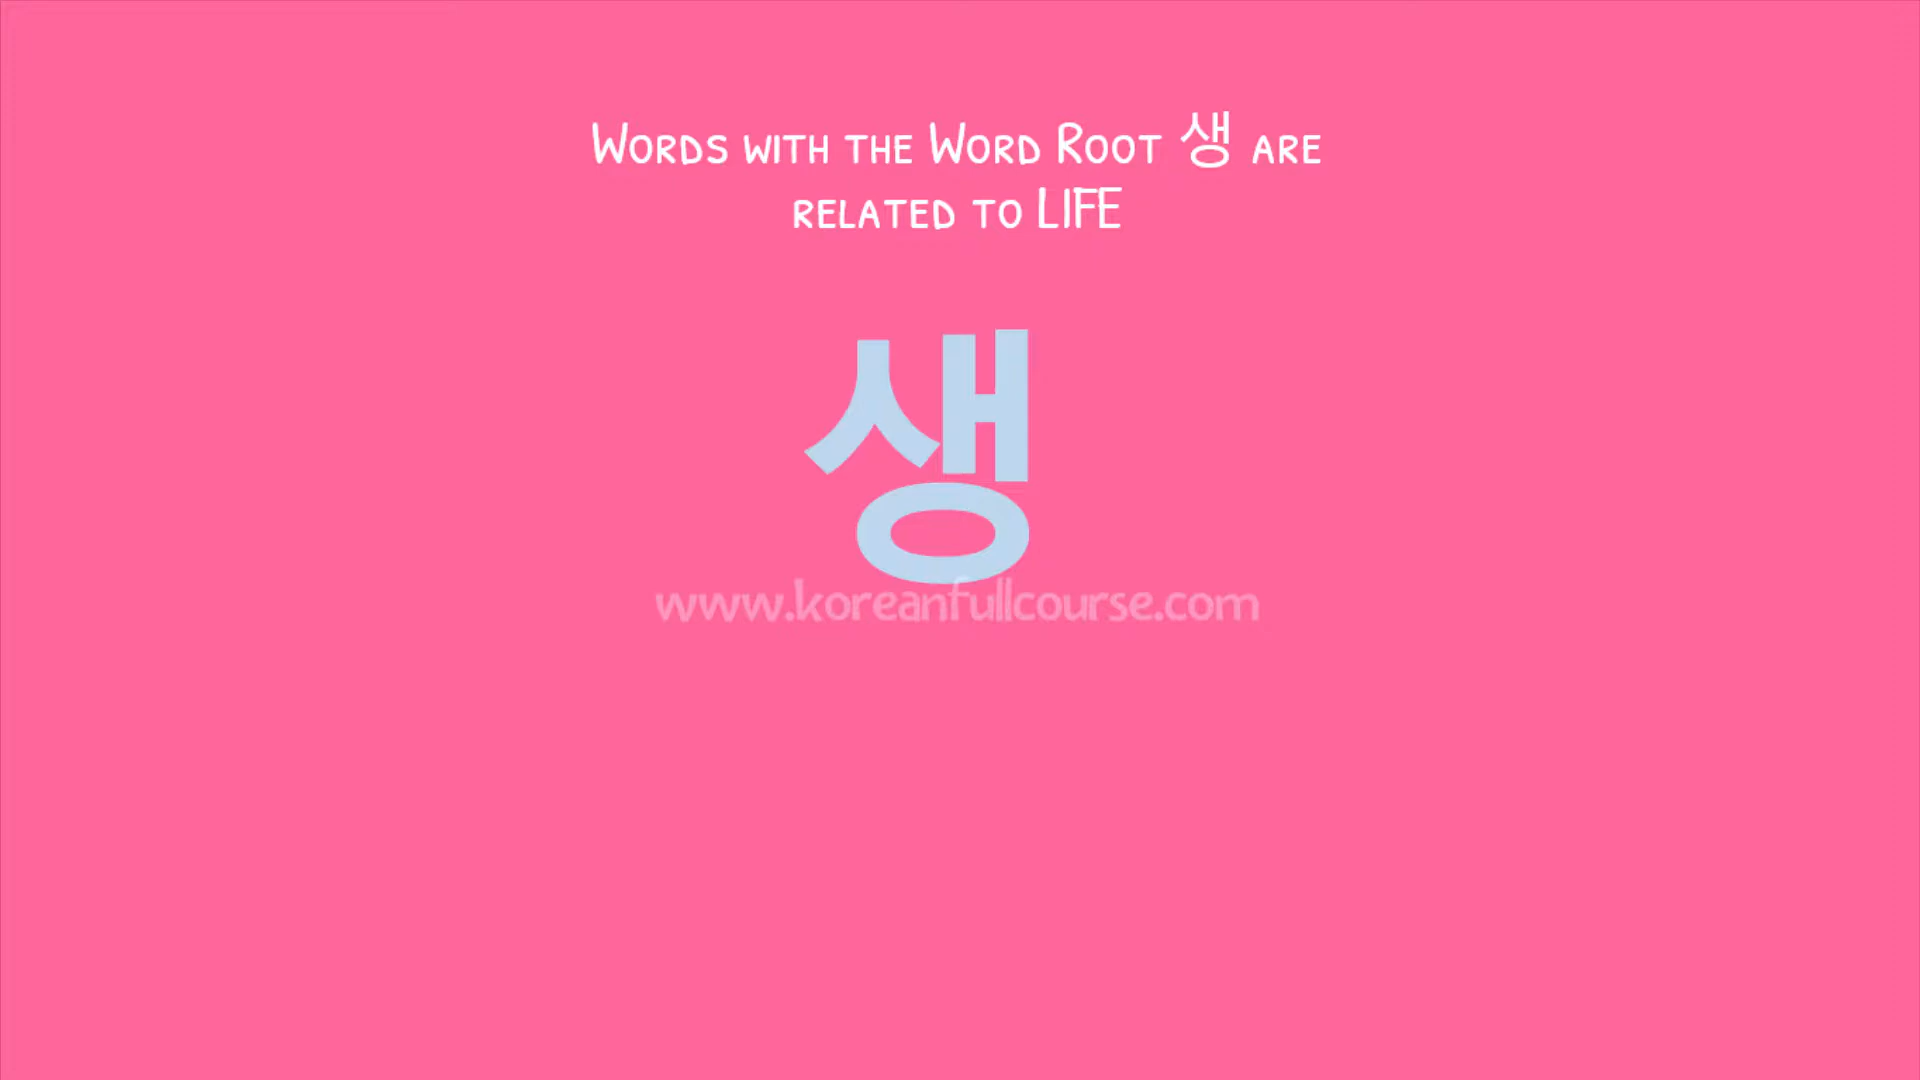 Words with the Word Root 생 are
related to LIFE
생
www.koreanfullcourse.com